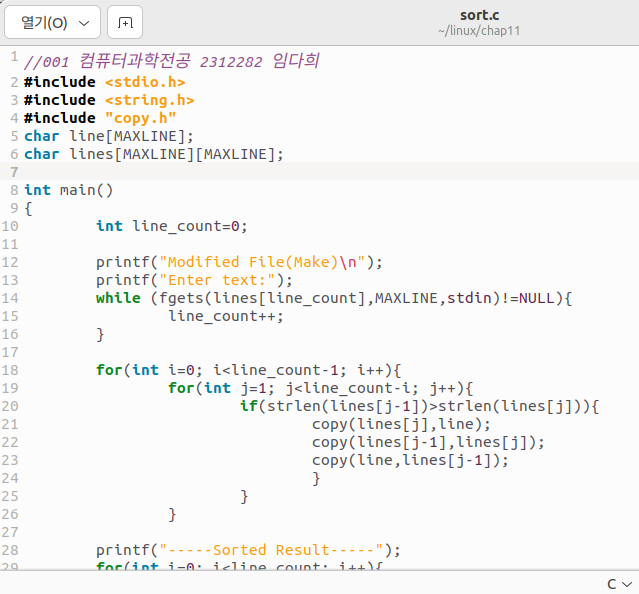 열기(O)
sort.c
~/linux/chap11
1 //001 컴퓨터과학전공 2312282 임다희
2 #include <stdio.h>
3 #include <string.h>
4 #include "copy.h"
5 char line[MAXLINE];
6 char lines[MAXLINE][MAXLINE];
7
8 int main()
9 {
10         int line_count=0;
11
12         printf("Modified File(Make)\n");
13         printf("Enter text:");
14         while (fgets(lines[line_count],MAXLINE,stdin)!=NULL){
15                 line_count++;
16         }
17
18         for(int i=0; i<line_count-1; i++){
19                 for(int j=1; j<line_count-i; j++){
20                         if(strlen(lines[j-1])>strlen(lines[j])){
21                                 copy(lines[j],line);
22                                 copy(lines[j-1],lines[j]);
23                                 copy(line,lines[j-1]);
24                                 }
25                         }
26                 }
27
28         printf("-----Sorted Result-----");
29         for(int i=0; i<line_count; i++){
C